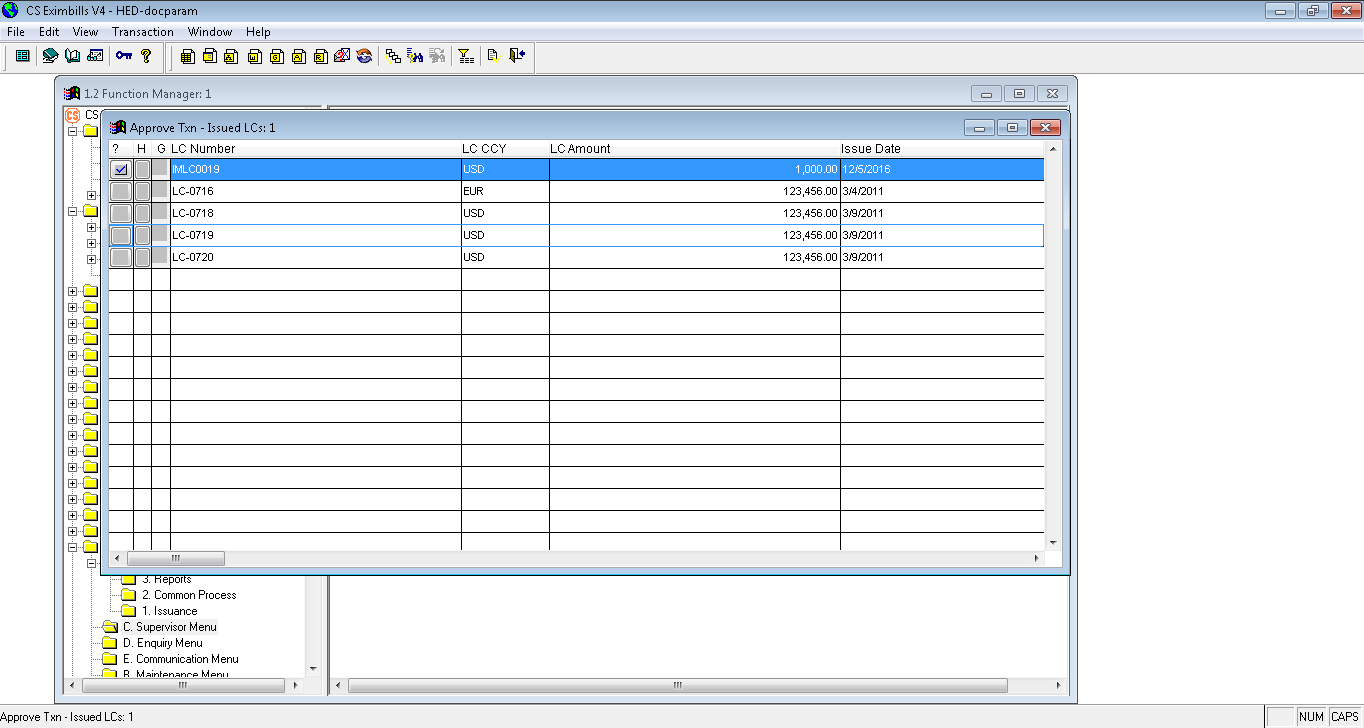 CS Eximbills V4 - HED-docparam
File Edit View Transaction Window Help
1.2 Function Manager: 1
CS
Approve Txn - Issued LCs: 1
? H G LC Number LC CCY LC Amount Issue Date
IMLC0019 USD 1,000.00 12/5/2016
LC-0716 EUR 123,456.00 3/4/2011
LC-0718 USD 123,456.00 3/9/2011
LC-0719 USD 123,456.00 3/9/2011
LC-0720 USD 123,456.00 3/9/2011
3. Reports
2. Common Process
1. Issuance
C. Supervisor Menu
D. Enquiry Menu
E. Communication Menu
B. Maintenance Menu
Approve Txn - Issued LCs: 1
NUM CAPS